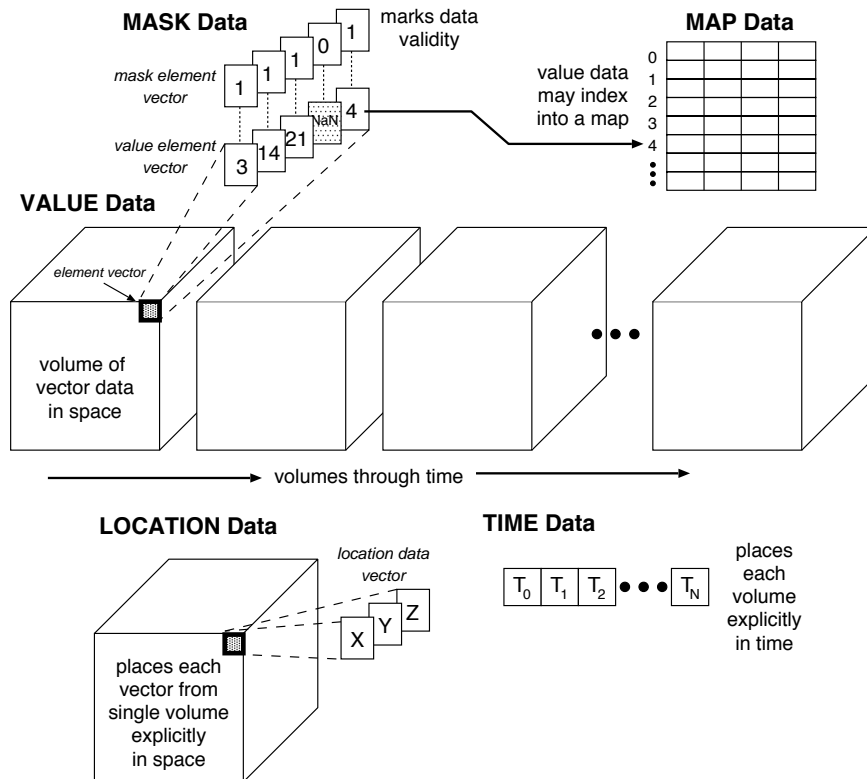 MASK Data
marks data
validity
mask element
vector
1
1
1
0
1
value element
vector
3
14
21
NaN
4
value data
may index
into a map
MAP Data
0
1
2
3
4
VALUE Data
element vector
volume of
vector data
in space
volumes through time
LOCATION Data
location data
vector
X
Y
Z
places each
vector from
single volume
explicitly
in space
TIME Data
T0
T1
T2
TN
places
each
volume
explicitly
in time